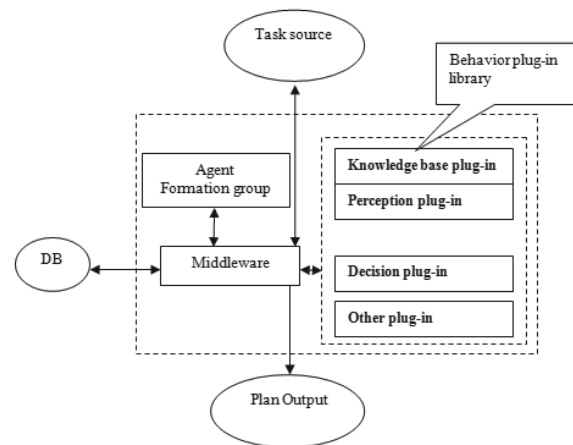 Task source
Behavior plug-in
library
Agent
Formation group
Knowledge base plug-in
Perception plug-in
DB
Middleware
Decision plug-in
Other plug-in
Plan Output